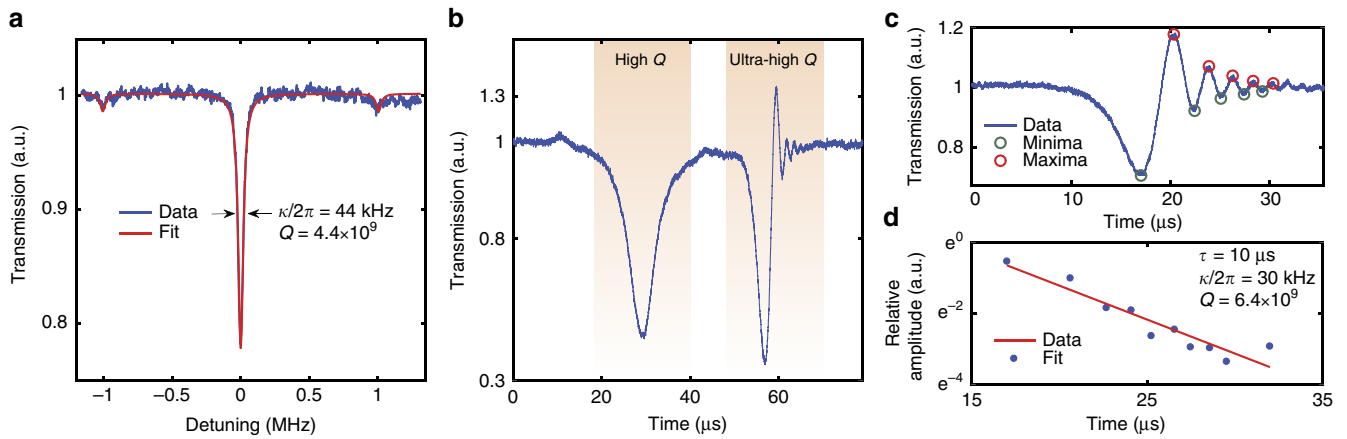 a
Transmission (a.u.)
1
0.9
0.8
Data
Fit
κ/2π = 44 kHz
Q = 4.4×10⁹
−1
−0.5
0
0.5
1
Detuning (MHz)
b
Transmission (a.u.)
High Q
Ultra-high Q
1.3
1
0.8
0.3
0
20
40
60
Time (μs)
c
Transmission (a.u.)
1.2
1
0.8
Data
Minima
Maxima
0
10
20
30
Time (μs)
d
Relative
amplitude (a.u.)
e⁰
e⁻²
e⁻⁴
τ = 10 μs
κ/2π = 30 kHz
Q = 6.4×10⁹
Data
Fit
15
25
35
Time (μs)